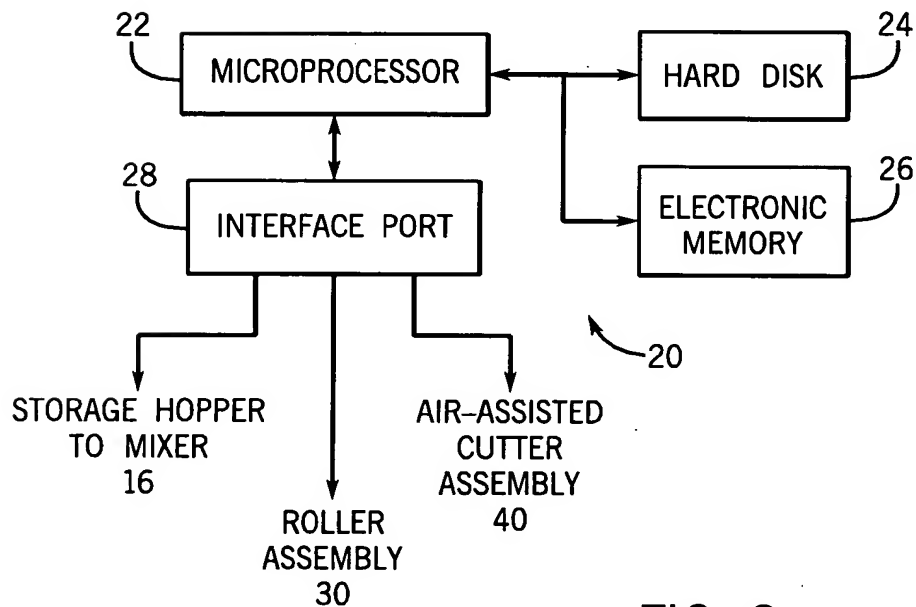 22
MICROPROCESSOR
24
HARD DISK
28
INTERFACE PORT
26
ELECTRONIC
MEMORY
20
STORAGE HOPPER
TO MIXER
16
AIR-ASSISTED
CUTTER
ASSEMBLY
40
ROLLER
ASSEMBLY
30